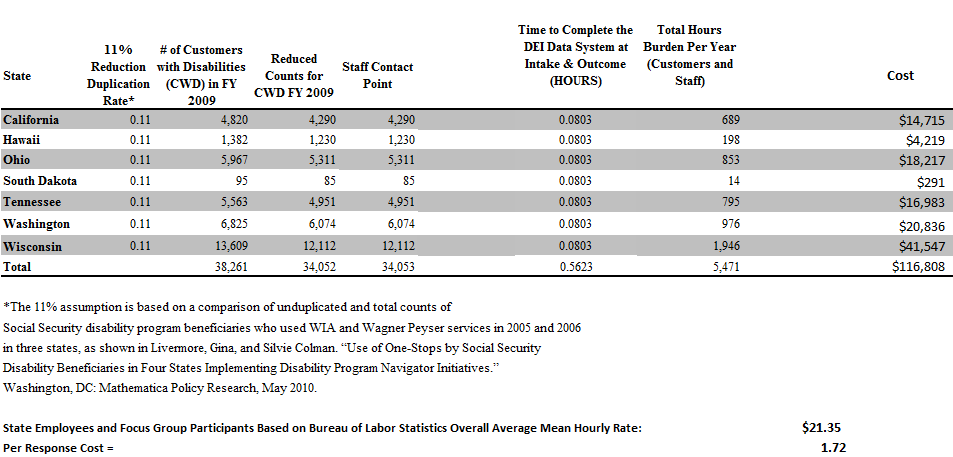 State 11% Reduction Duplication Rate* # of Customers with Disabilities (CWD) in FY 2009 Reduced Counts for CWD FY 2009 Staff Contact Point Time to Complete the DEI Data System at Intake & Outcome (HOURS) Total Hours Burden Per Year (Customers and Staff) Cost
California 0.11 4,820 4,290 4,290 0.0803 689 $14,715
Hawaii 0.11 1,382 1,230 1,230 0.0803 198 $4,219
Ohio 0.11 5,967 5,311 5,311 0.0803 853 $18,217
South Dakota 0.11 95 85 85 0.0803 14 $291
Tennessee 0.11 5,563 4,951 4,951 0.0803 795 $16,983
Washington 0.11 6,825 6,074 6,074 0.0803 976 $20,836
Wisconsin 0.11 13,609 12,112 12,112 0.0803 1,946 $41,547
Total 38,261 34,052 34,053 0.5623 5,471 $116,808
*The 11% assumption is based on a comparison of unduplicated and total counts of
Social Security disability program beneficiaries who used WIA and Wagner Peyser services in 2005 and 2006
in three states, as shown in Livermore, Gina, and Silvie Colman. “Use of One-Stops by Social Security
Disability Beneficiaries in Four States Implementing Disability Program Navigator Initiatives.”
Washington, DC: Mathematica Policy Research, May 2010.
State Employees and Focus Group Participants Based on Bureau of Labor Statistics Overall Average Mean Hourly Rate: $21.35
Per Response Cost = 1.72